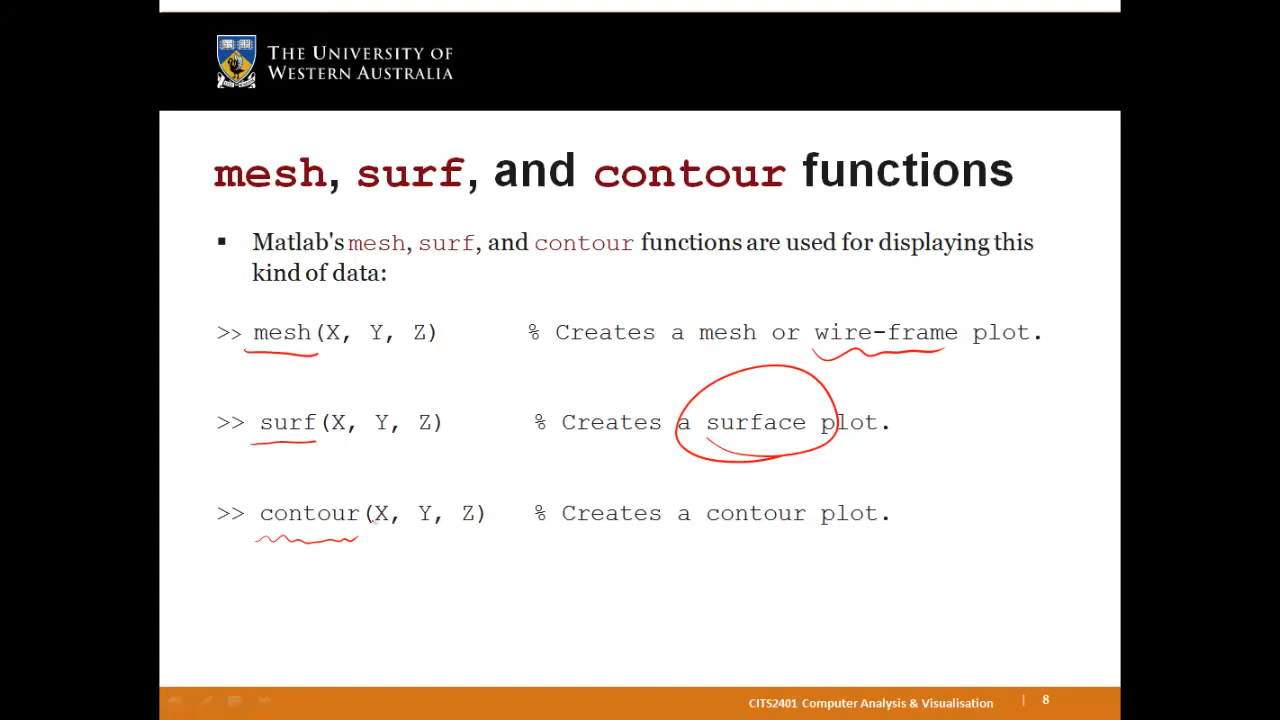 THE UNIVERSITY OF
WESTERN AUSTRALIA
mesh, surf, and contour functions
▪ Matlab's mesh, surf, and contour functions are used for displaying this
kind of data:
>> mesh(X, Y, Z) % Creates a mesh or wire-frame plot.
>> surf(X, Y, Z) % Creates a surface plot.
>> contour(X, Y, Z) % Creates a contour plot.
CITS2401 Computer Analysis & Visualisation | 8